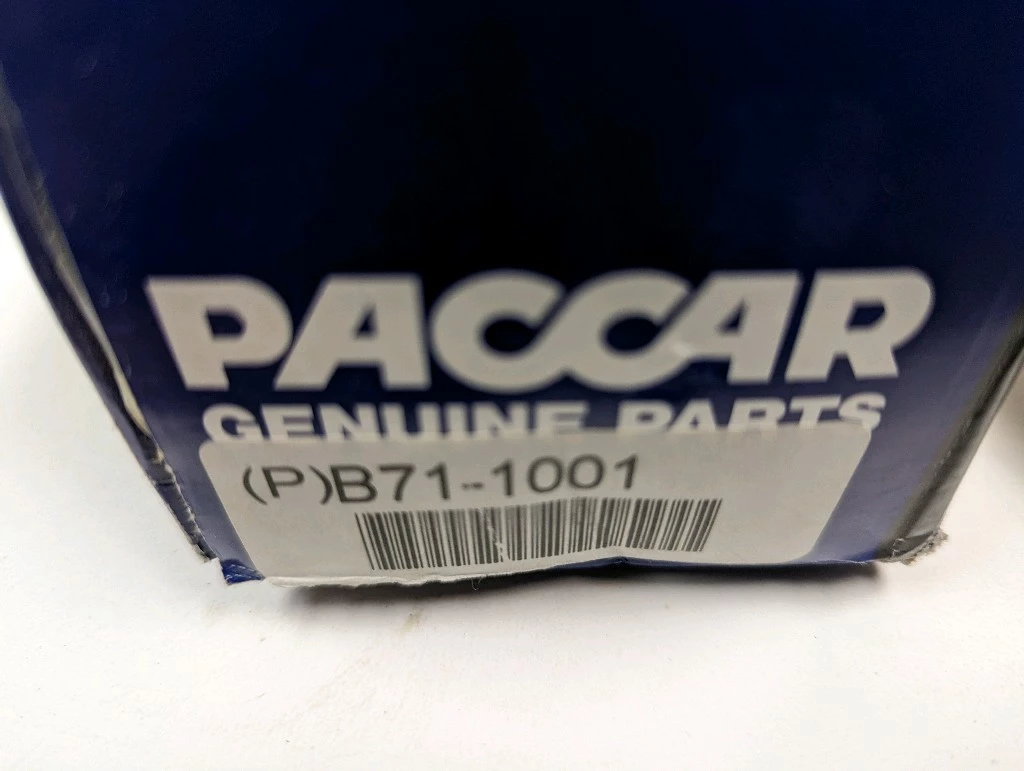 PACCAR
GENUINE PARTS
(P)B71-1001